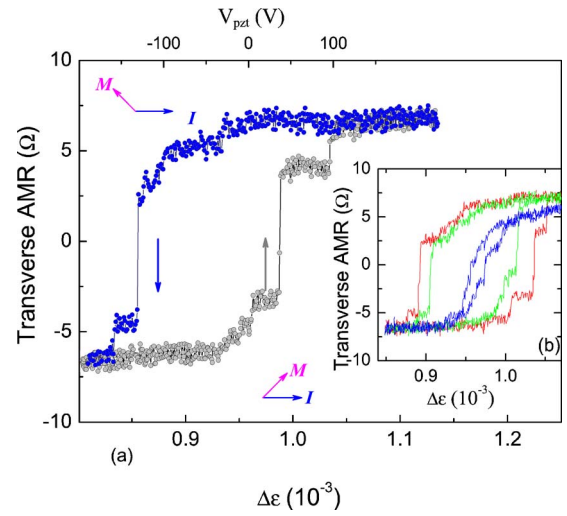 V_pzt
-100 0 100
10
5
0
-5
-10
Transverse AMR (Ω)
M
I
M
I
(a)
0.9 1.0 1.1 1.2
Δε (10⁻³)
10
5
0
-5
-10
Transverse AMR (Ω)
(b)
0.9 1.0
Δε (10⁻³)